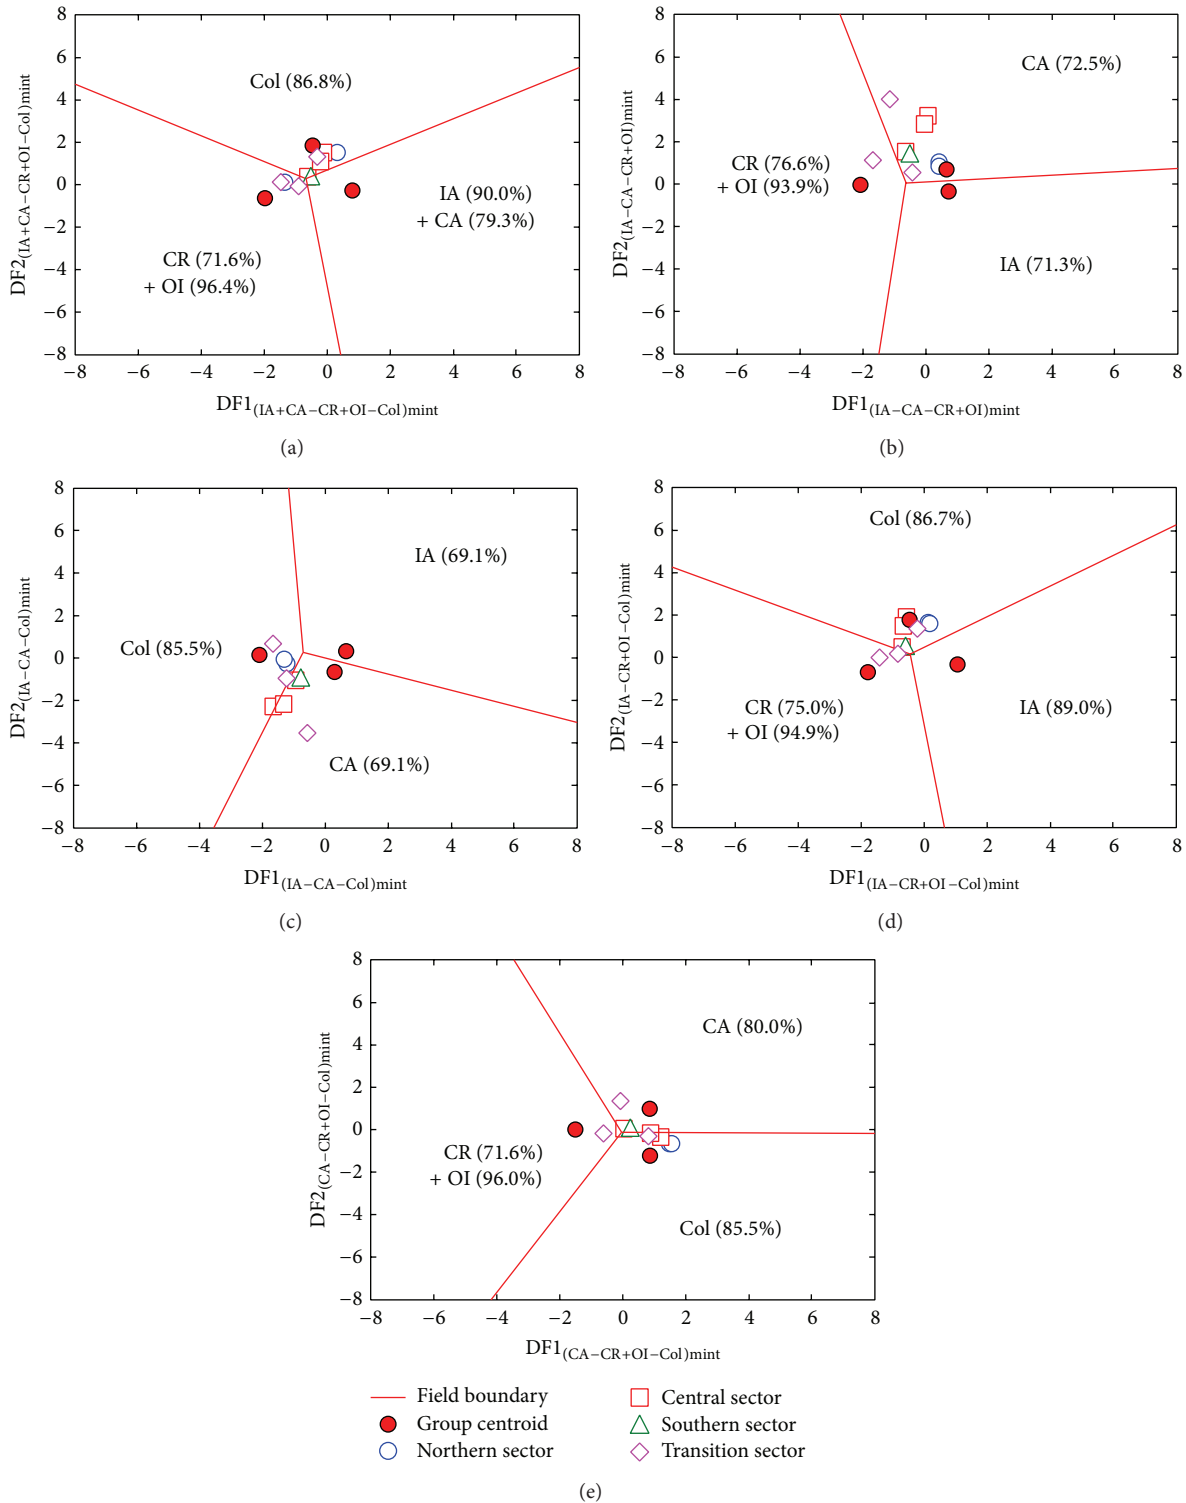 8
6
4
2
0
−2
−4
−6
−8
−8 −6 −4 −2 0 2 4 6 8
DF2(IA+CA−CR+OI−Col)mint
Col (86.8%)
IA (90.0%)
+ CA (79.3%)
CR (71.6%)
+ OI (96.4%)
DF1(IA+CA−CR+OI−Col)mint
(a)
8
6
4
2
0
−2
−4
−6
−8
−8 −6 −4 −2 0 2 4 6 8
DF2(IA−CA−CR+OI)mint
CA (72.5%)
CR (76.6%)
+ OI (93.9%)
IA (71.3%)
DF1(IA−CA−CR+OI)mint
(b)
8
6
4
2
0
−2
−4
−6
−8
−8 −6 −4 −2 0 2 4 6 8
DF2(IA−CA−Col)mint
IA (69.1%)
Col (85.5%)
CA (69.1%)
DF1(IA−CA−Col)mint
(c)
8
6
4
2
0
−2
−4
−6
−8
−8 −6 −4 −2 0 2 4 6 8
DF2(IA−CR+OI−Col)mint
Col (86.7%)
CR (75.0%)
+ OI (94.9%)
IA (89.0%)
DF1(IA−CR+OI−Col)mint
(d)
8
6
4
2
0
−2
−4
−6
−8
−8 −6 −4 −2 0 2 4 6 8
DF2(CA−CR+OI−Col)mint
CA (80.0%)
CR (71.6%)
+ OI (96.0%)
Col (85.5%)
DF1(CA−CR+OI−Col)mint
Field boundary
Group centroid
Northern sector
Central sector
Southern sector
Transition sector
(e)